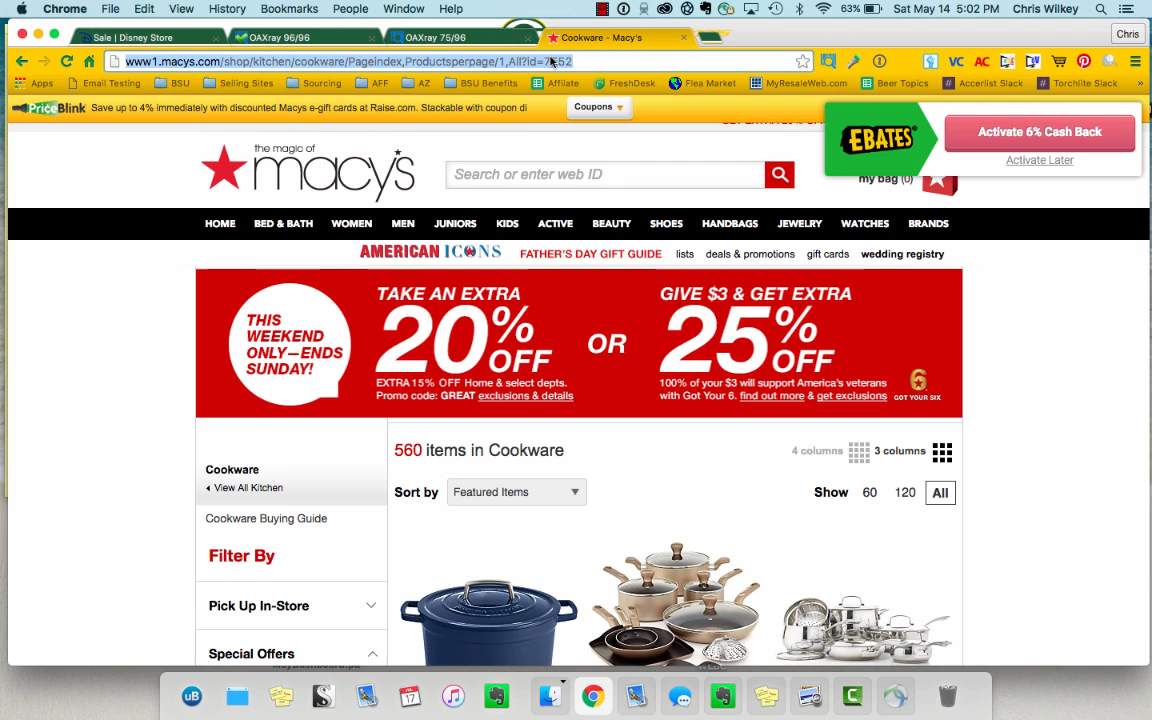 Chrome File Edit View History Bookmarks People Window Help 63% Sat May 14 5:02 PM Chris Wilkey
Sale | Disney Store OAXray 96/96 OAXray 75/96 Cookware - Macy's Chris
www1.macys.com/shop/kitchen/cookware/Pageindex,Productsperpage/1,All?id=7552
Apps Email Testing BSU Selling Sites Sourcing AFF AZ BSU Benefits Affilate FreshDesk Flea Market MyResaleWeb.com Beer Topics Accerlist Slack Torchlite Slack »
PriceBlink Save up to 4% immediately with discounted Macys e-gift cards at Raise.com. Stackable with coupon di Coupons
EBATES Activate 6% Cash Back
Activate Later
the magic of
macy's
Search or enter web ID
my bag (0)
HOME BED & BATH WOMEN MEN JUNIORS KIDS ACTIVE BEAUTY SHOES HANDBAGS JEWELRY WATCHES BRANDS
AMERICAN ICONS FATHER'S DAY GIFT GUIDE lists deals & promotions gift cards wedding registry
THIS
WEEKEND
ONLY—ENDS
SUNDAY!
TAKE AN EXTRA
20% OFF
EXTRA 15% OFF Home & select depts.
Promo code: GREAT exclusions & details
OR
GIVE $3 & GET EXTRA
25% OFF
100% of your $3 will support America's veterans
with Got Your 6. find out more & get exclusions
6
GOT YOUR SIX
Cookware
View All Kitchen
Cookware Buying Guide
Filter By
Pick Up In-Store
Special Offers
560 items in Cookware
4 columns 3 columns
Sort by Featured Items
Show 60 120 All
uB
17